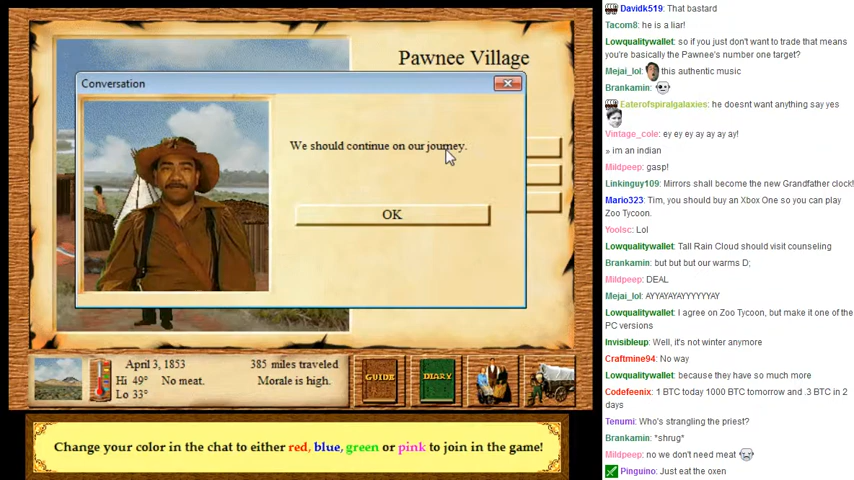 Pawnee Village
Conversation
We should continue on our journey.
OK
April 3, 1853
385 miles traveled
Hi 49° No meat.
Morale is high.
Lo 33°
GUIDE
DIARY
Change your color in the chat to either red, blue, green or pink to join in the game!
Davidk519: That bastard
Tacom8: he is a liar!
Lowqualitywallet: so if you just don't want to trade that means
you're basically the Pawnee's number one target?
Mejai_lol: this authentic music
Brankamin:
Eaterofspiralgalaxies: he doesnt want anything say yes
Vintage_cole: ey ey ey ay ay ay ay!
» im an indian
Mildpeep: gasp!
Linkinguy109: Mirrors shall become the new Grandfather clock!
Mario323: Tim, you should buy an Xbox One so you can play
Zoo Tycoon.
Yoolsc: Lol
Lowqualitywallet: Tall Rain Cloud should visit counseling
Brankamin: but but but our warms D;
Mildpeep: DEAL
Mejai_lol: AYYAYAYAYYYYYYAY
Lowqualitywallet: I agree on Zoo Tycoon, but make it one of the
PC versions
Invisibleup: Well, it's not winter anymore
Craftmine94: No way
Lowqualitywallet: because they have so much more
Codefeenix: 1 BTC today 1000 BTC tomorrow and .3 BTC in 2
days
Tenumi: Who's strangling the priest?
Brankamin: *shrug*
Mildpeep: no we don't need meat
Pinguino: Just eat the oxen